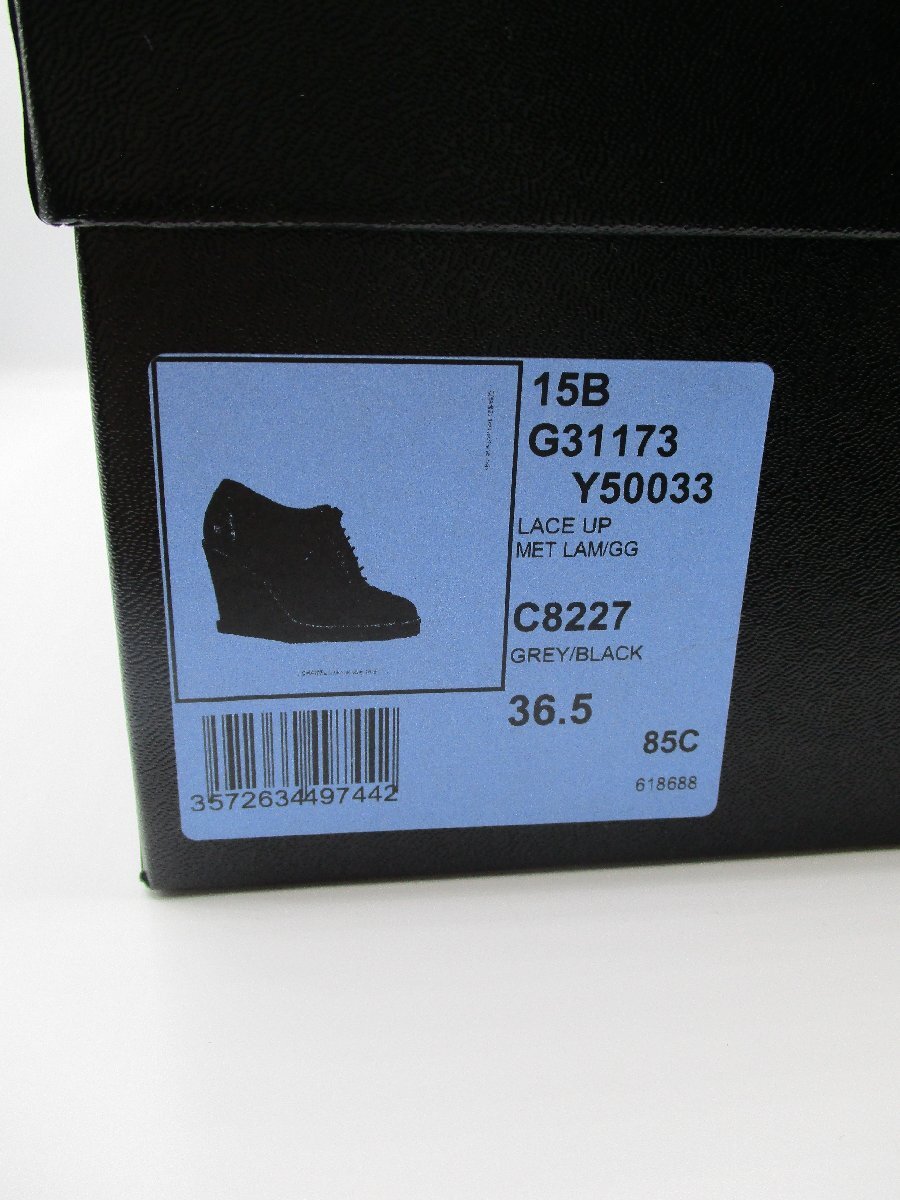 15B
G31173
Y50033
LACE UP
MET LAM/GG
C8227
GREY/BLACK
36.5
85C
618688
3572634497442